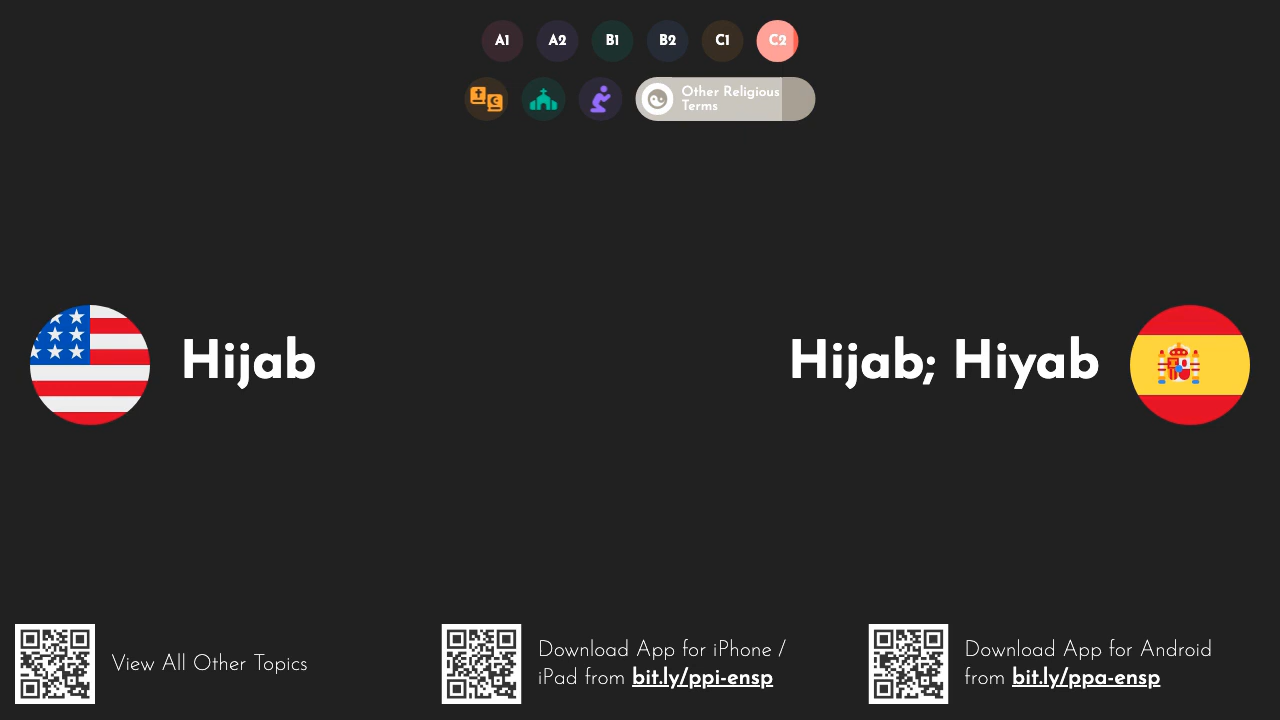 A1 A2 B1 B2 C1 C2
Other Religious
Terms
Hijab
Hijab; Hiyab
View All Other Topics
Download App for iPhone /
iPad from bit.ly/ppi-ensp
Download App for Android
from bit.ly/ppa-ensp